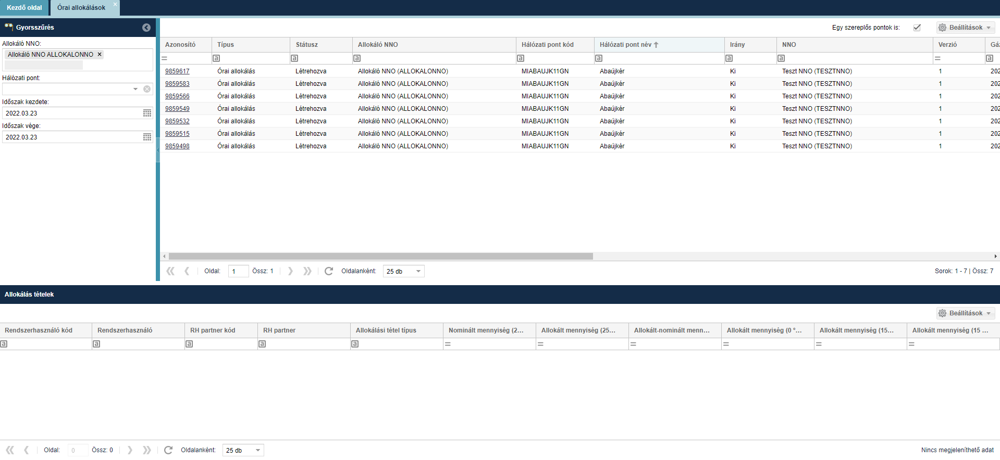 Kezdő oldal
Órai allokálások
Gyorsszűrés
Allokáló NNO:
Allokáló NNO ALLOKALONNO
Hálózati pont:
Időszak kezdete:
2022.03.23
Időszak vége:
2022.03.23
Egy szereplős pontok is:
Beállítások
Azonosító Típus Státusz Allokáló NNO Hálózati pont kód Hálózati pont név Irány NNO Verzió Gáz
9859617 Órai allokálás Létrehozva Allokáló NNO (ALLOKALONNO) MIABAUJK11GN Abaújkér Ki Teszt NNO (TESZTNNO) 1 202
9859583 Órai allokálás Létrehozva Allokáló NNO (ALLOKALONNO) MIABAUJK11GN Abaújkér Ki Teszt NNO (TESZTNNO) 1 202
9859566 Órai allokálás Létrehozva Allokáló NNO (ALLOKALONNO) MIABAUJK11GN Abaújkér Ki Teszt NNO (TESZTNNO) 1 202
9859549 Órai allokálás Létrehozva Allokáló NNO (ALLOKALONNO) MIABAUJK11GN Abaújkér Ki Teszt NNO (TESZTNNO) 1 202
9859532 Órai allokálás Létrehozva Allokáló NNO (ALLOKALONNO) MIABAUJK11GN Abaújkér Ki Teszt NNO (TESZTNNO) 1 202
9859515 Órai allokálás Létrehozva Allokáló NNO (ALLOKALONNO) MIABAUJK11GN Abaújkér Ki Teszt NNO (TESZTNNO) 1 202
9859498 Órai allokálás Létrehozva Allokáló NNO (ALLOKALONNO) MIABAUJK11GN Abaújkér Ki Teszt NNO (TESZTNNO) 1 202
Oldal: 1 Össz: 1 Oldalanként: 25 db Sorok: 1 - 7 | Össz: 7
Allokálás tételek
Beállítások
Rendszerhasználó kód Rendszerhasználó RH partner kód RH partner Allokálási tétel típus Nominált mennyiség (2... Allokált mennyiség (25... Allokált-nominált menn... Allokált mennyiség (0 °... Allokált mennyiség (15... Allokált mennyiség (15 ...
Oldal: 0 Össz: 0 Oldalanként: 25 db Nincs megjeleníthető adat